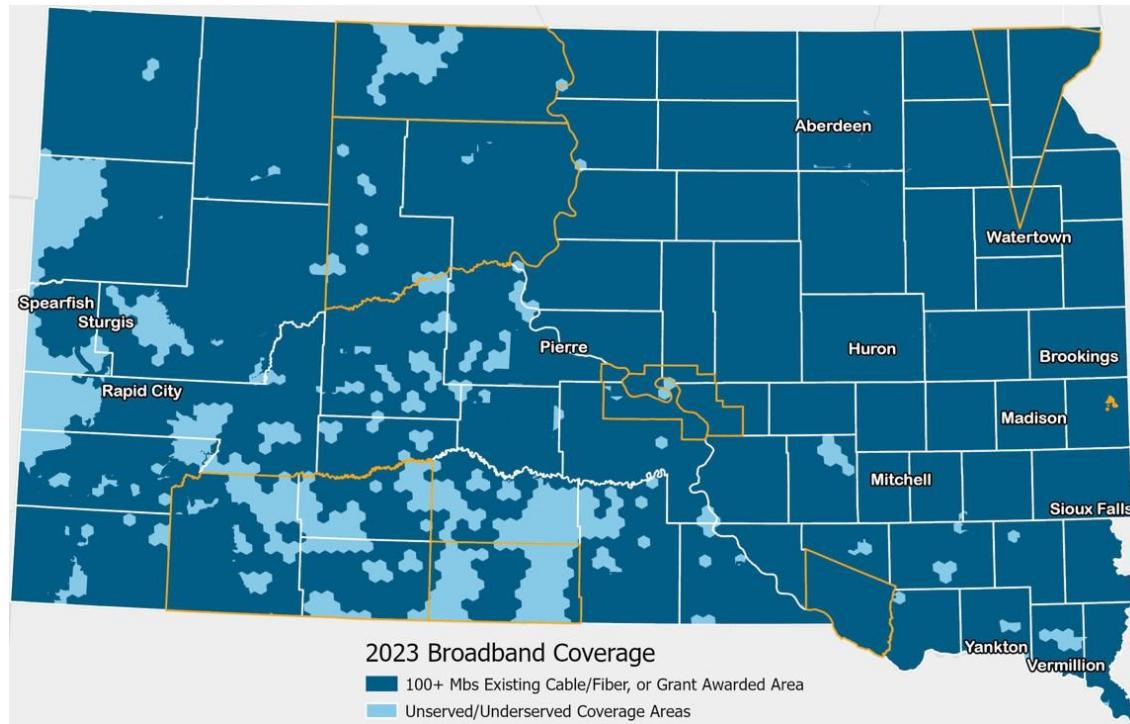 Aberdeen
Watertown
Spearfish
Sturgis
Pierre
Huron
Brookings
Rapid City
Madison
Mitchell
Sioux Falls
Yankton
Vermillion
2023 Broadband Coverage
100+ Mbs Existing Cable/Fiber, or Grant Awarded Area
Unserved/Underserved Coverage Areas